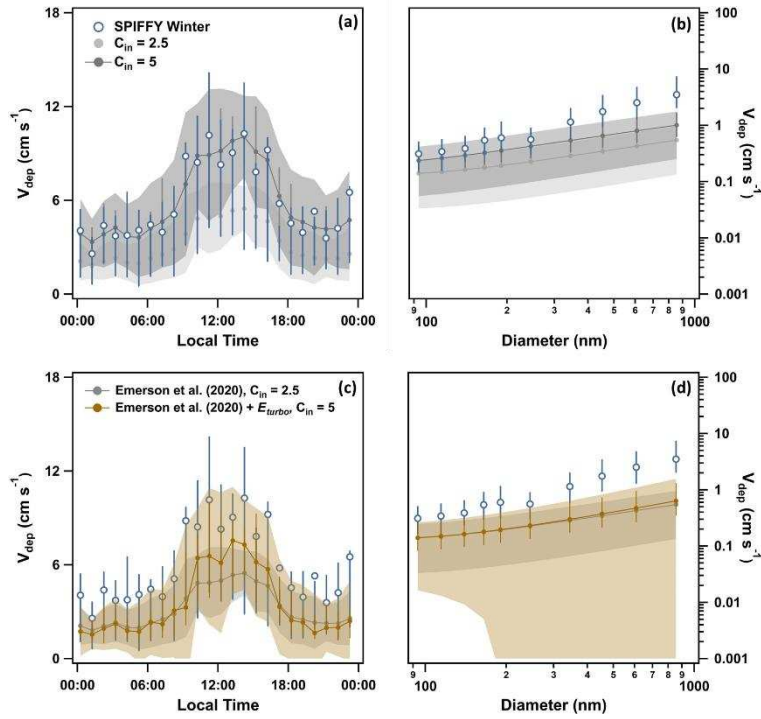 (a)
SPIFFY Winter
C_in = 2.5
C_in = 5
18
12
6
0
V_dep (cm s⁻¹)
00:00 06:00 12:00 18:00 00:00
Local Time
(b)
100
10
1
0.1
0.01
0.001
V_dep (cm s⁻¹)
9 100 2 3 4 5 6 7 8 9 1000
Diameter (nm)
(c)
Emerson et al. (2020), C_in = 2.5
Emerson et al. (2020) + E_turbo, C_in = 5
18
12
6
0
V_dep (cm s⁻¹)
00:00 06:00 12:00 18:00 00:00
Local Time
(d)
100
10
1
0.1
0.01
0.001
V_dep (cm s⁻¹)
9 100 2 3 4 5 6 7 8 9 1000
Diameter (nm)